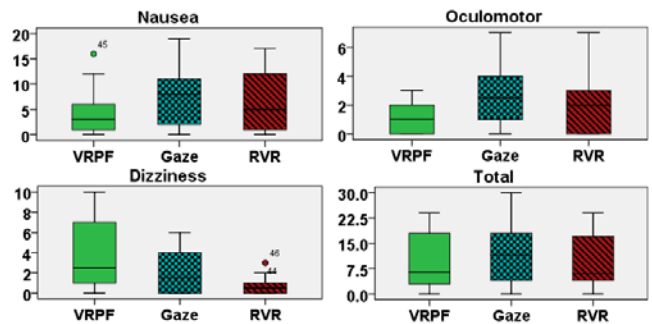 Nausea
20
15
10
5
0
45
VRPF Gaze RVR
Oculomotor
6
4
2
0
VRPF Gaze RVR
Dizziness
10
8
6
4
2
0
46
44
VRPF Gaze RVR
Total
30.0
22.5
15.0
7.5
0.0
VRPF Gaze RVR